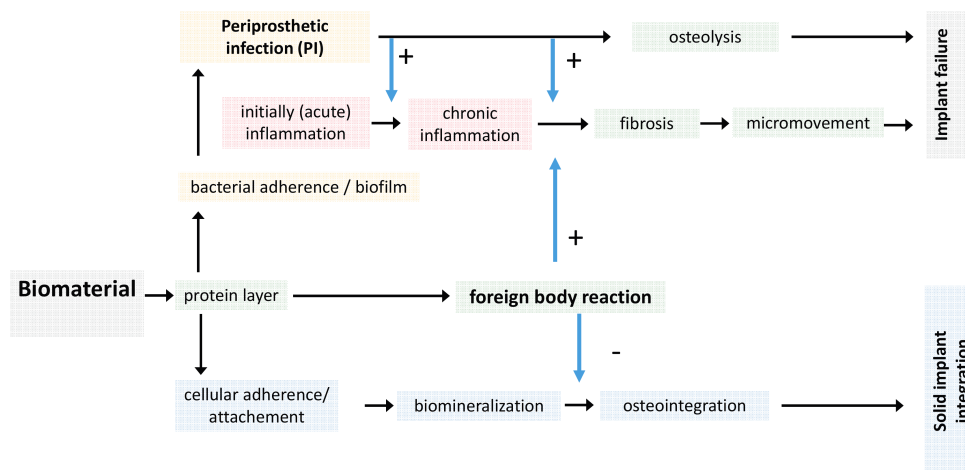 Periprosthetic
infection (PI)
osteolysis
Implant failure
+
+
initially (acute)
inflammation
chronic
inflammation
fibrosis
micromovement
bacterial adherence / biofilm
+
Biomaterial
protein layer
foreign body reaction
-
Solid implant
integration
cellular adherence/
attachement
biomineralization
osteointegration